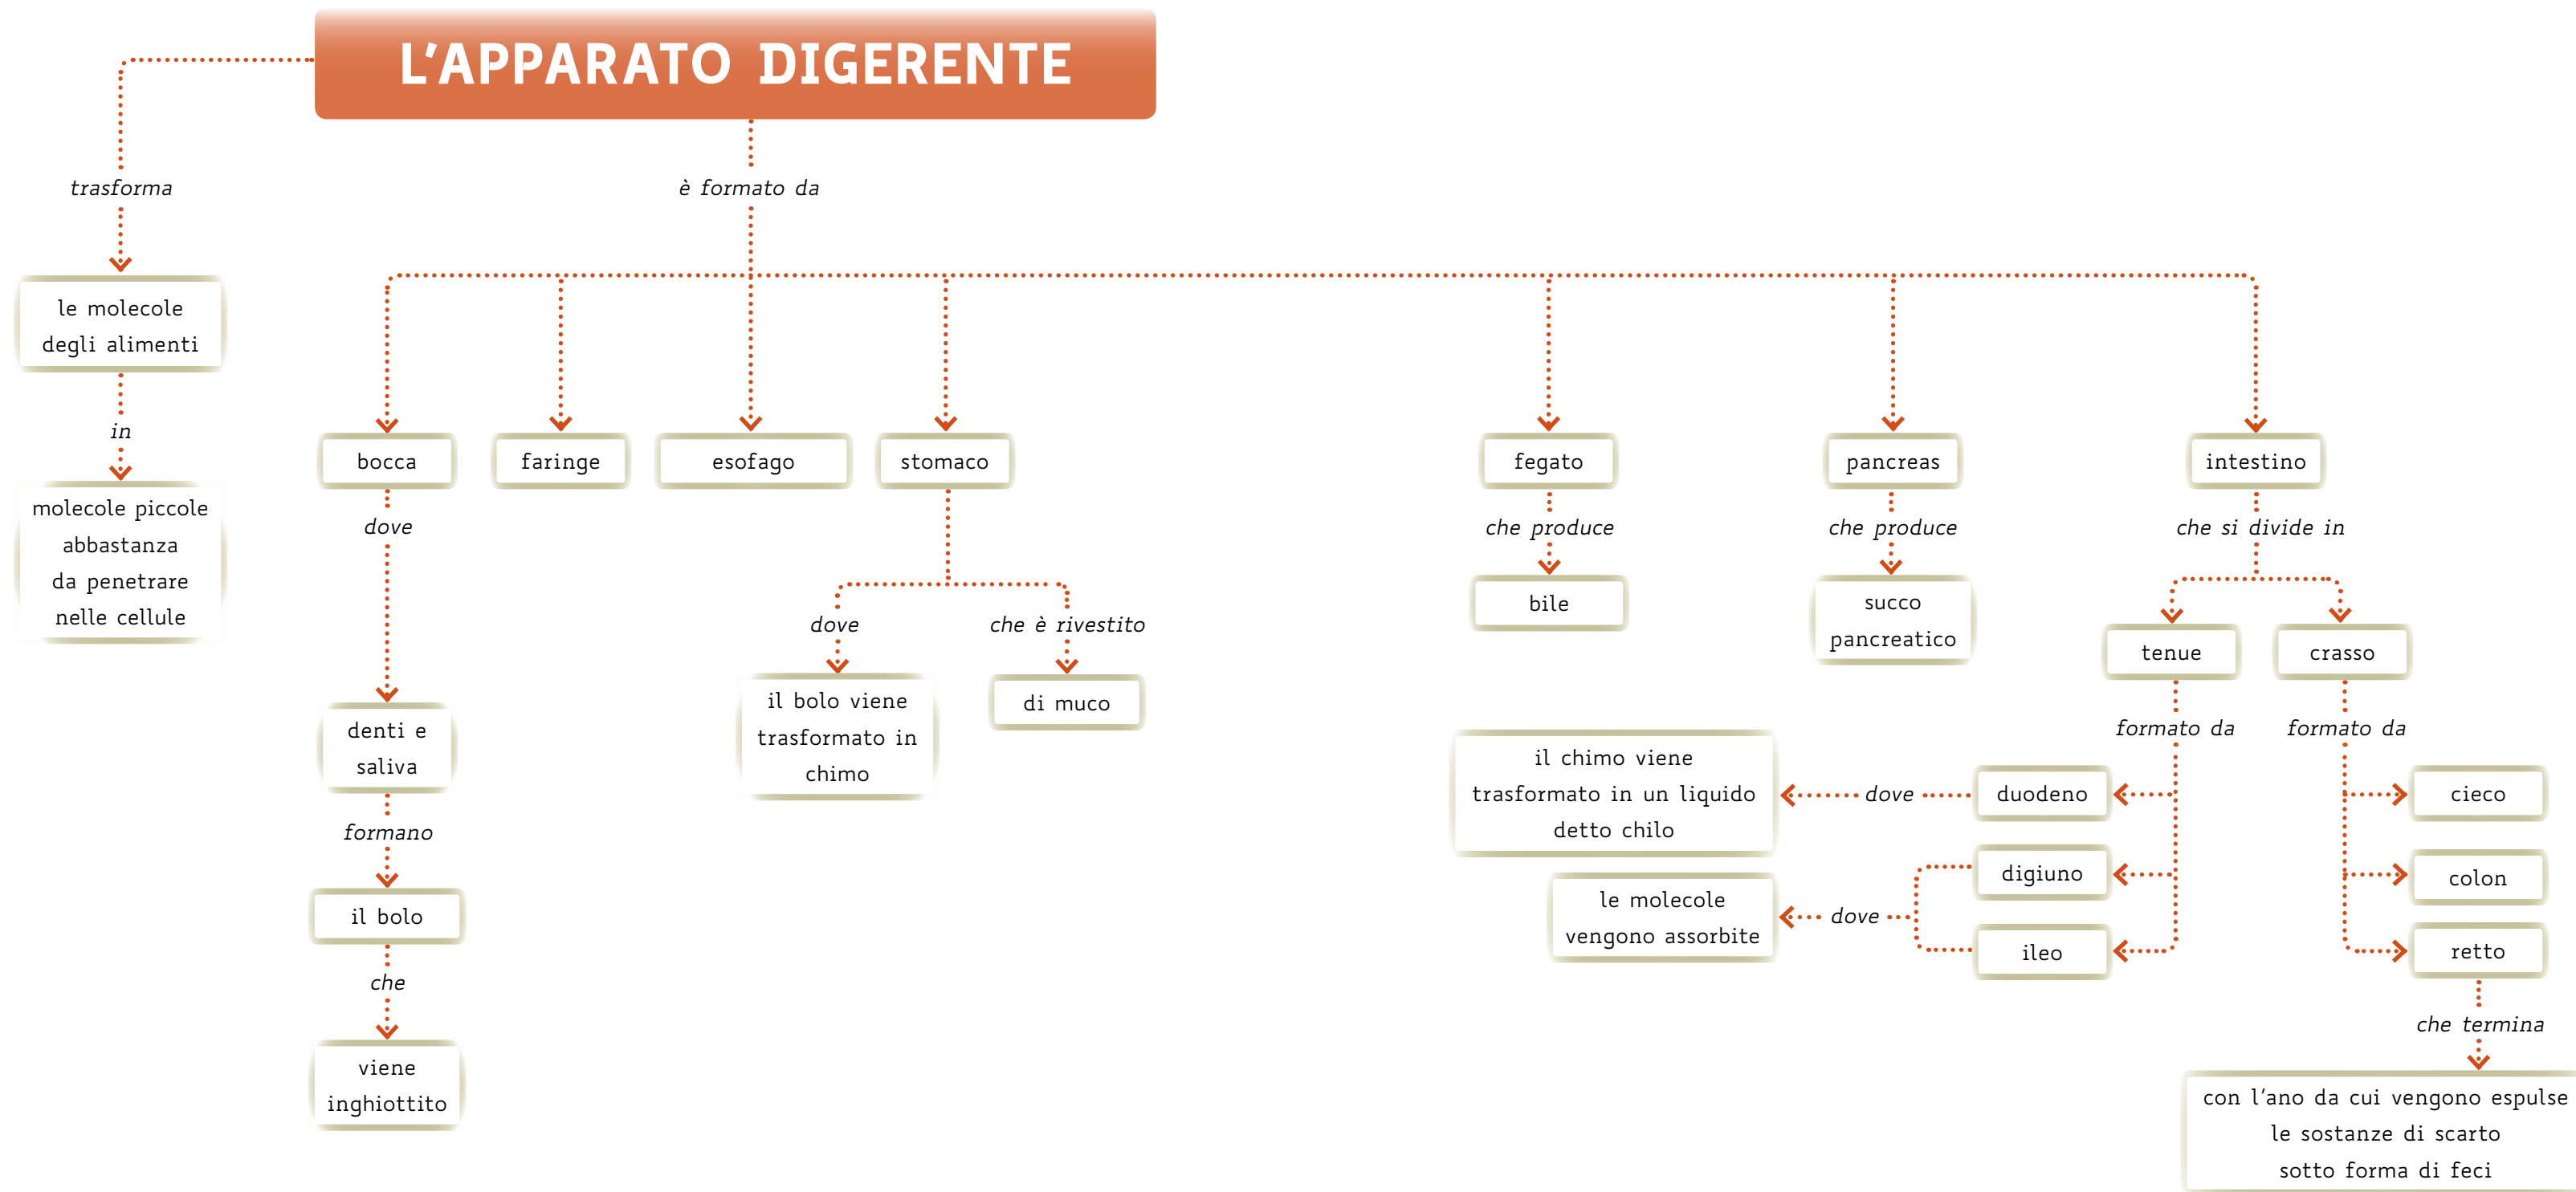 L'APPARATO DIGERENTE
trasforma
è formato da
le molecole
degli alimenti
in
molecole piccole
abbastanza
da penetrare
nelle cellule
bocca
faringe
esofago
stomaco
fegato
pancreas
intestino
dove
denti e
saliva
formano
il bolo
che
viene
inghiottito
dove
il bolo viene
trasformato in
chimo
che è rivestito
di muco
che produce
bile
che produce
succo
pancreatico
che si divide in
tenue
crasso
formato da
formato da
duodeno
dove
il chimo viene
trasformato in un liquido
detto chilo
digiuno
ileo
dove
le molecole
vengono assorbite
cieco
colon
retto
che termina
con l'ano da cui vengono espulse
le sostanze di scarto
sotto forma di feci